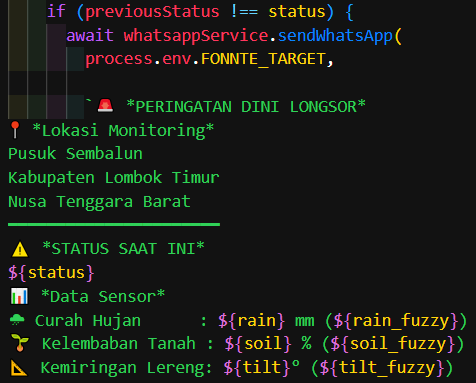 if (previousStatus !== status) {
await whatsappService.sendWhatsApp(
process.env.FONNTE_TARGET,
`🚨 *PERINGATAN DINI LONGSOR*
📍 *Lokasi Monitoring*
Pusuk Sembalun
Kabupaten Lombok Timur
Nusa Tenggara Barat
━━━━━━━━━━━━━━━━━━━━
⚠️ *STATUS SAAT INI*
${status}
📊 *Data Sensor*
🌧️ Curah Hujan : ${rain} mm (${rain_fuzzy})
🌱 Kelembaban Tanah : ${soil} % (${soil_fuzzy})
📐 Kemiringan Lereng: ${tilt}° (${tilt_fuzzy})